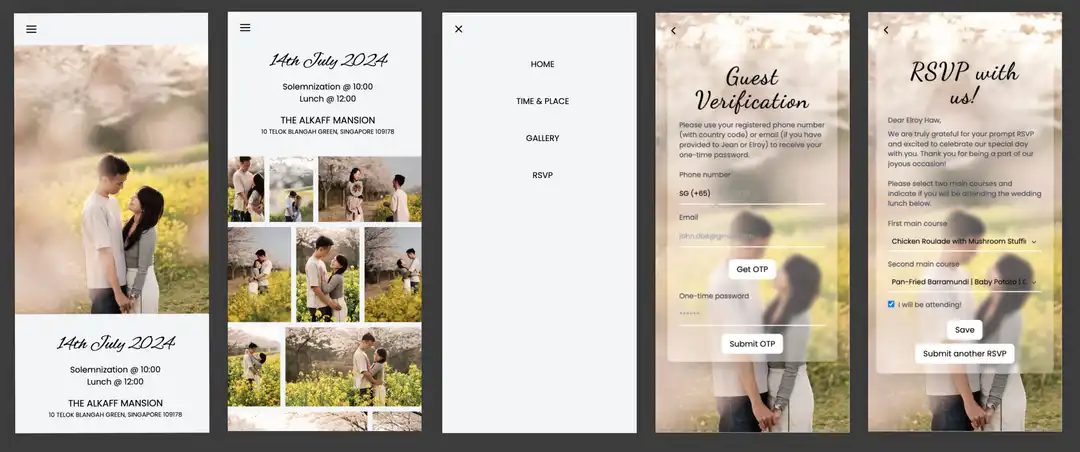 14th July 2024
Solemnization @ 10:00
Lunch @ 12:00
THE ALKAFF MANSION
10 TELOK BLANGAH GREEN, SINGAPORE 109178
14th July 2024
Solemnization @ 10:00
Lunch @ 12:00
THE ALKAFF MANSION
10 TELOK BLANGAH GREEN, SINGAPORE 109178
HOME
TIME & PLACE
GALLERY
RSVP
Guest
Verification
Please use your registered phone number
(with country code) or email (if you have
provided to Jean or Elroy) to receive your
one-time password.
Phone number
SG (+65)
Email
Get OTP
One-time password
******
Submit OTP
RSVP with
us!
Dear Elroy Haw,
We are truly grateful for your prompt RSVP
and excited to celebrate our special day
with you. Thank you for being a part of our
joyous occasion!
Please select two main courses and
indicate if you will be attending the wedding
lunch below.
First main course
Chicken Roulade with Mushroom Stuffi
Second main course
Pan-Fried Barramundi | Baby Potato | C
I will be attending!
Save
Submit another RSVP